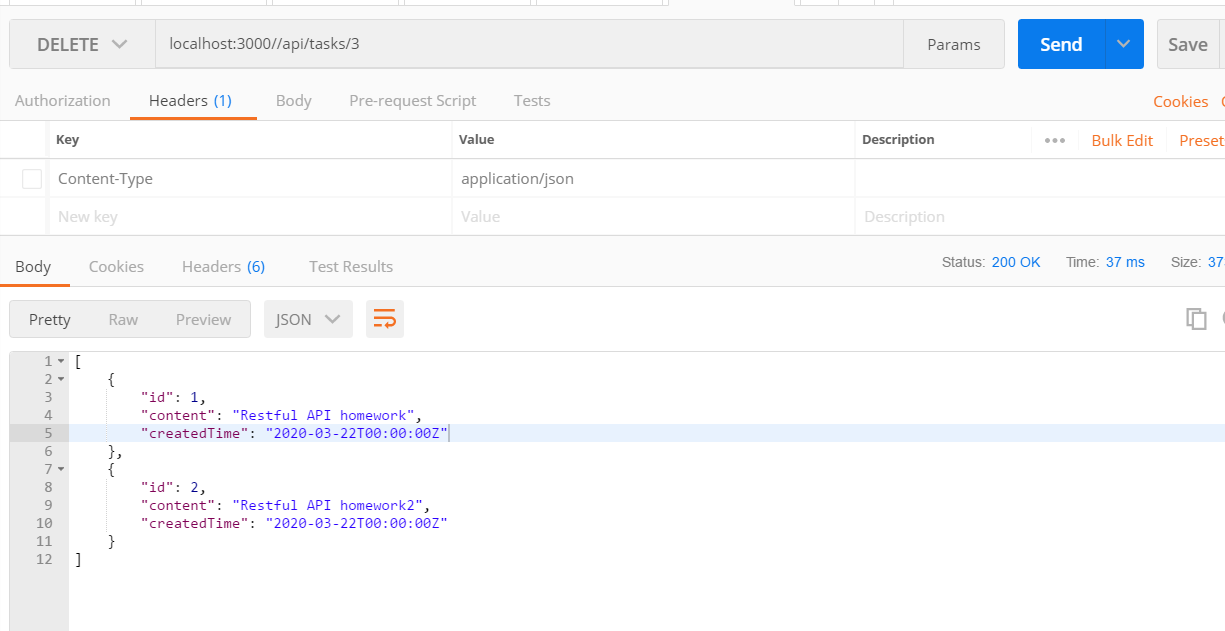 DELETE localhost:3000//api/tasks/3 Params Send Save
Authorization Headers (1) Body Pre-request Script Tests Cookies
Key Value Description ••• Bulk Edit Preset
Content-Type application/json
New key Value Description
Body Cookies Headers (6) Test Results Status: 200 OK Time: 37 ms Size: 37
Pretty Raw Preview JSON
1 [
2 {
3 "id": 1,
4 "content": "Restful API homework",
5 "createdTime": "2020-03-22T00:00:00Z"
6 },
7 {
8 "id": 2,
9 "content": "Restful API homework2",
10 "createdTime": "2020-03-22T00:00:00Z"
11 }
12 ]